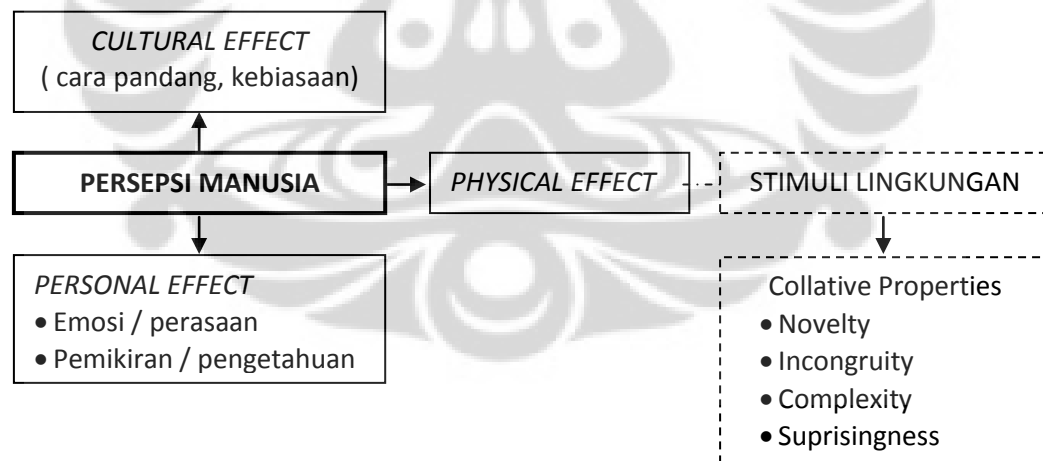 CULTURAL EFFECT
( cara pandang, kebiasaan)
PERSEPSI MANUSIA
PHYSICAL EFFECT
STIMULI LINGKUNGAN
PERSONAL EFFECT
• Emosi / perasaan
• Pemikiran / pengetahuan
Collative Properties
• Novelty
• Incongruity
• Complexity
• Suprisingness